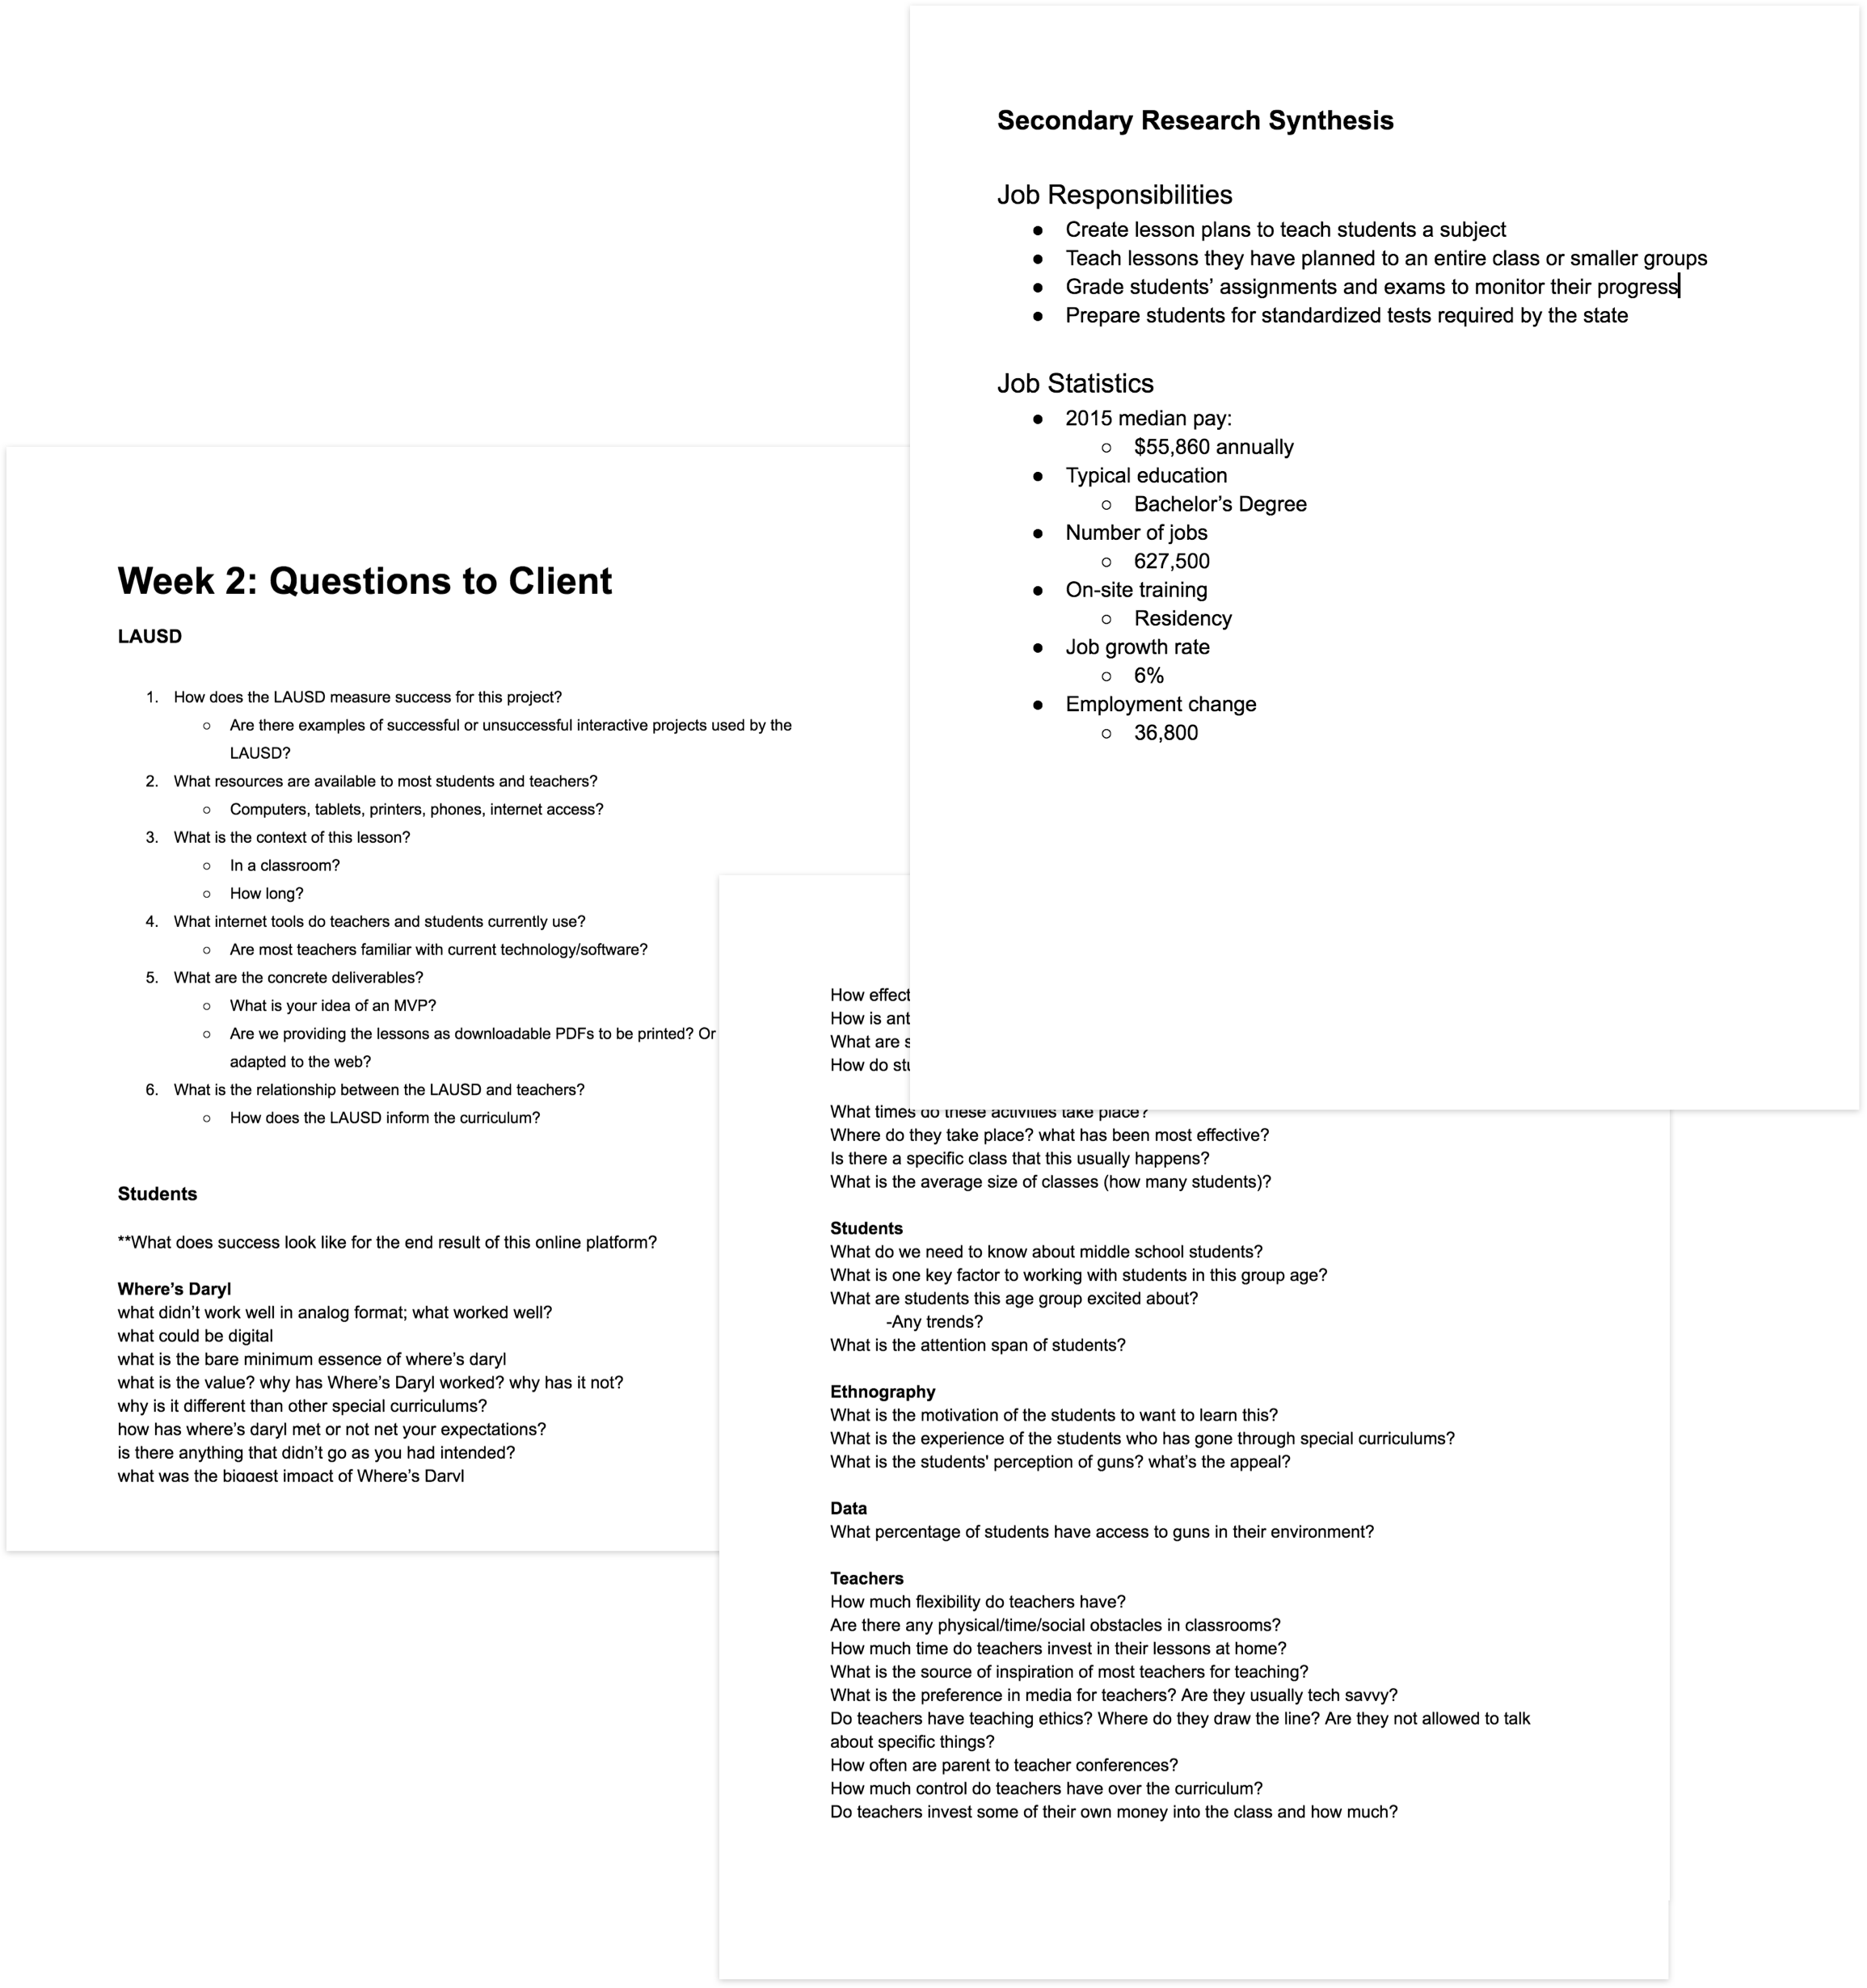 Secondary Research Synthesis
Job Responsibilities
● Create lesson plans to teach students a subject
● Teach lessons they have planned to an entire class or smaller groups
● Grade students’ assignments and exams to monitor their progress
● Prepare students for standardized tests required by the state
Job Statistics
● 2015 median pay:
○ $55,860 annually
● Typical education
○ Bachelor’s Degree
● Number of jobs
○ 627,500
● On-site training
○ Residency
● Job growth rate
○ 6%
● Employment change
○ 36,800
Week 2: Questions to Client
LAUSD
1. How does the LAUSD measure success for this project?
○ Are there examples of successful or unsuccessful interactive projects used by the
LAUSD?
2. What resources are available to most students and teachers?
○ Computers, tablets, printers, phones, internet access?
3. What is the context of this lesson?
○ In a classroom?
○ How long?
4. What internet tools do teachers and students currently use?
○ Are most teachers familiar with current technology/software?
5. What are the concrete deliverables?
○ What is your idea of an MVP?
○ Are we providing the lessons as downloadable PDFs to be printed? Or
adapted to the web?
6. What is the relationship between the LAUSD and teachers?
○ How does the LAUSD inform the curriculum?
Students
**What does success look like for the end result of this online platform?
Where’s Daryl
what didn’t work well in analog format; what worked well?
what could be digital
what is the bare minimum essence of where’s daryl
what is the value? why has Where’s Daryl worked? why has it not?
why is it different than other special curriculums?
how has where’s daryl met or not net your expectations?
is there anything that didn’t go as you had intended?
what was the biggest impact of Where’s Daryl
How
How is
What are
How do
What times do these activities take place?
Where do they take place? what has been most effective?
Is there a specific class that this usually happens?
What is the average size of classes (how many students)?
Students
What do we need to know about middle school students?
What is one key factor to working with students in this group age?
What are students this age group excited about?
-Any trends?
What is the attention span of students?
Ethnography
What is the motivation of the students to want to learn this?
What is the experience of the students who has gone through special curriculums?
What is the students' perception of guns? what’s the appeal?
Data
What percentage of students have access to guns in their environment?
Teachers
How much flexibility do teachers have?
Are there any physical/time/social obstacles in classrooms?
How much time do teachers invest in their lessons at home?
What is the source of inspiration of most teachers for teaching?
What is the preference in media for teachers? Are they usually tech savvy?
Do teachers have teaching ethics? Where do they draw the line? Are they not allowed to talk
about specific things?
How often are parent to teacher conferences?
How much control do teachers have over the curriculum?
Do teachers invest some of their own money into the class and how much?